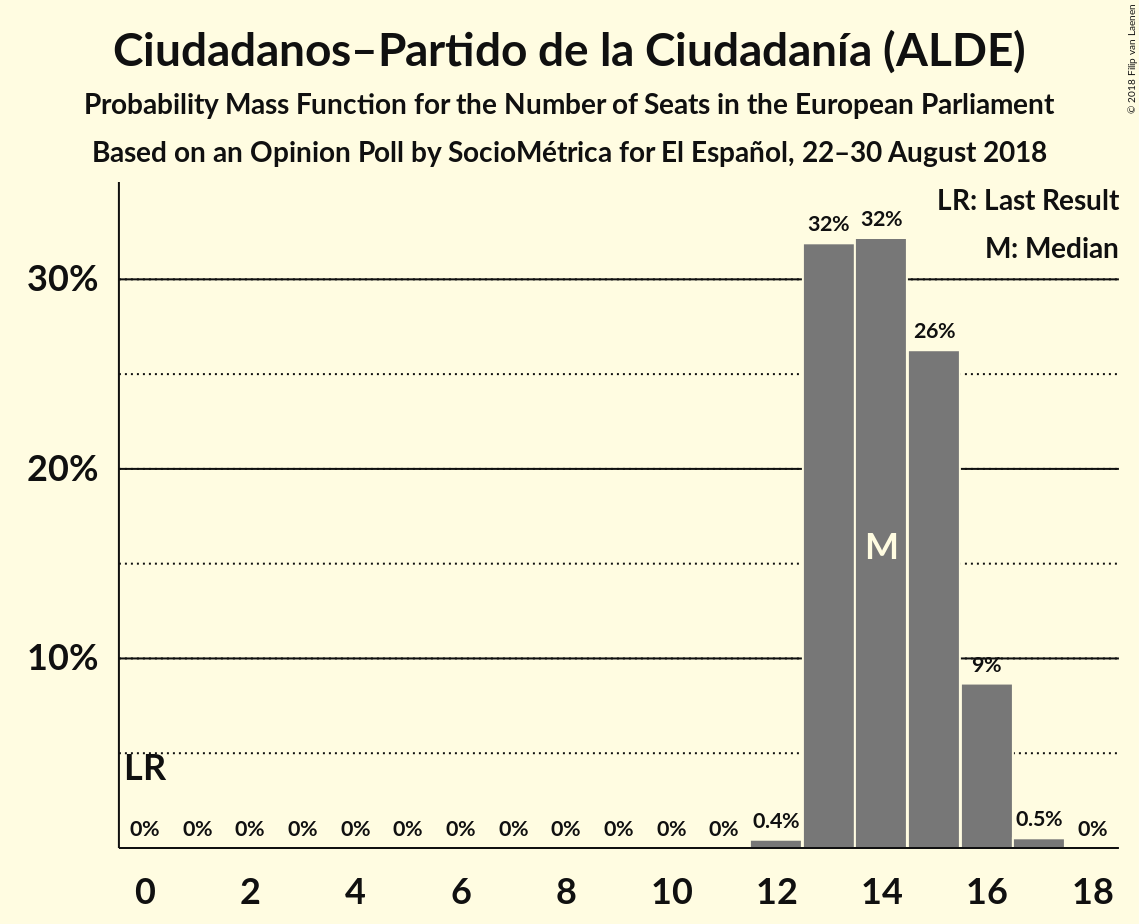 Ciudadanos–Partido de la Ciudadanía (ALDE)
Probability Mass Function for the Number of Seats in the European Parliament
Based on an Opinion Poll by SocioMétrica for El Español, 22–30 August 2018
© 2018 Filip van Laenen
LR: Last Result
M: Median
32% 32%
30%
26%
20%
M
10%
9%
LR
0% 0% 0% 0% 0% 0% 0% 0% 0% 0% 0% 0% 0.4% 0.5% 0%
0 2 4 6 8 10 12 14 16 18